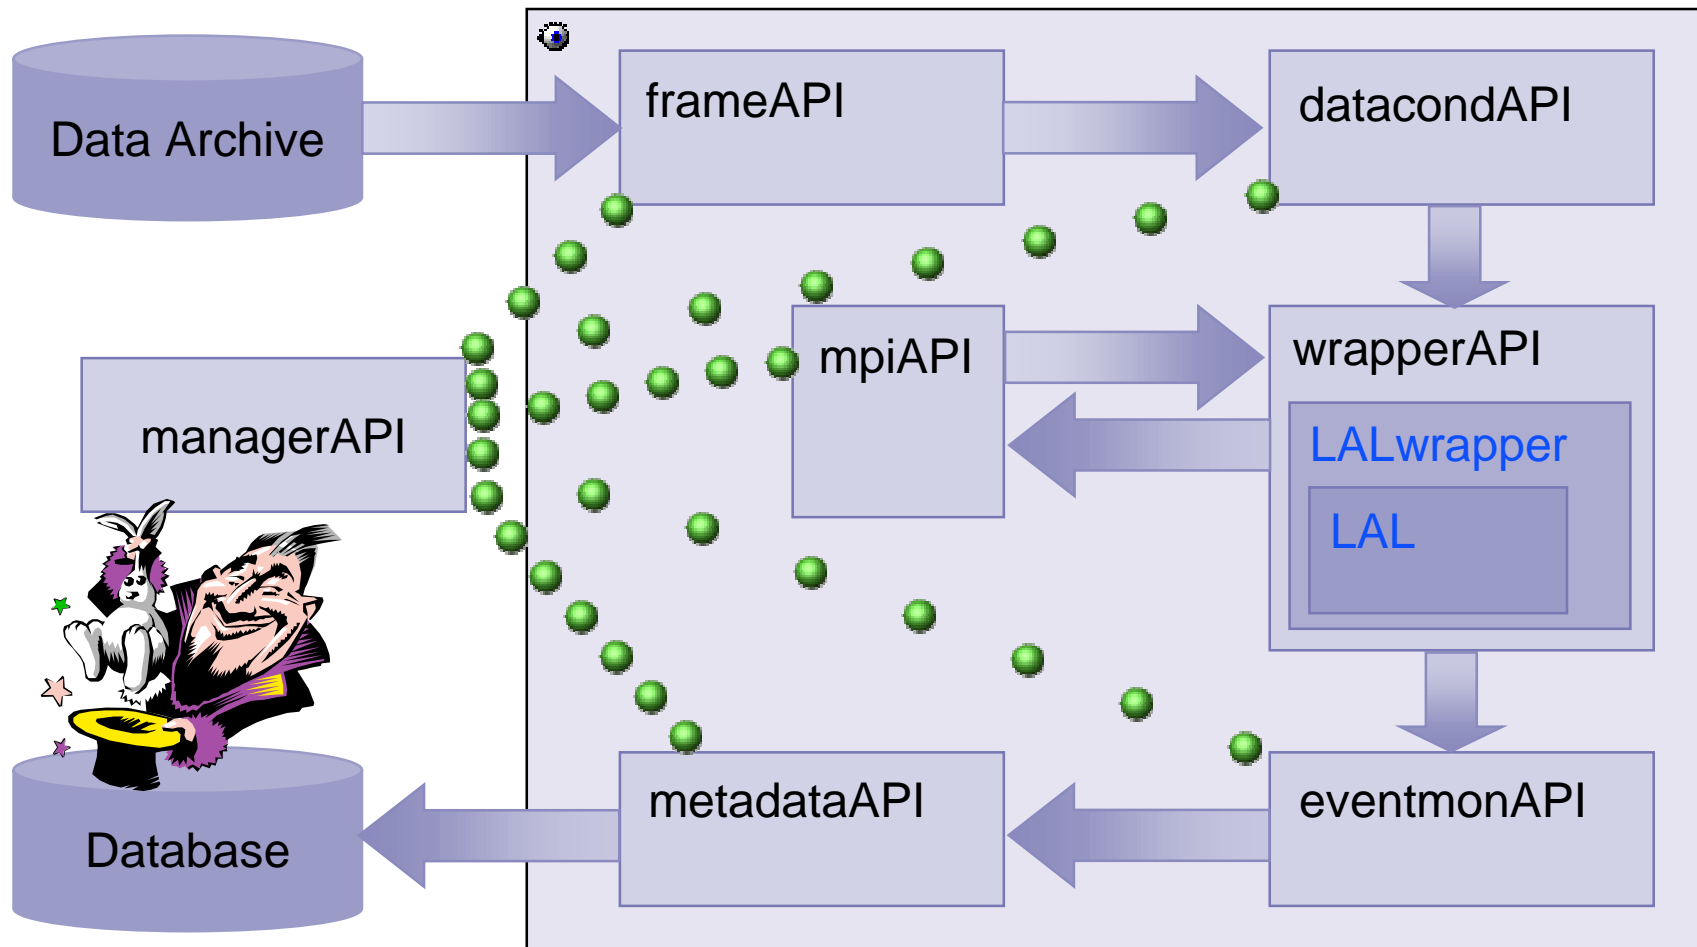 Data Archive
frameAPI
datacondAPI
managerAPI
mpiAPI
wrapperAPI
LALwrapper
LAL
Database
metadataAPI
eventmonAPI